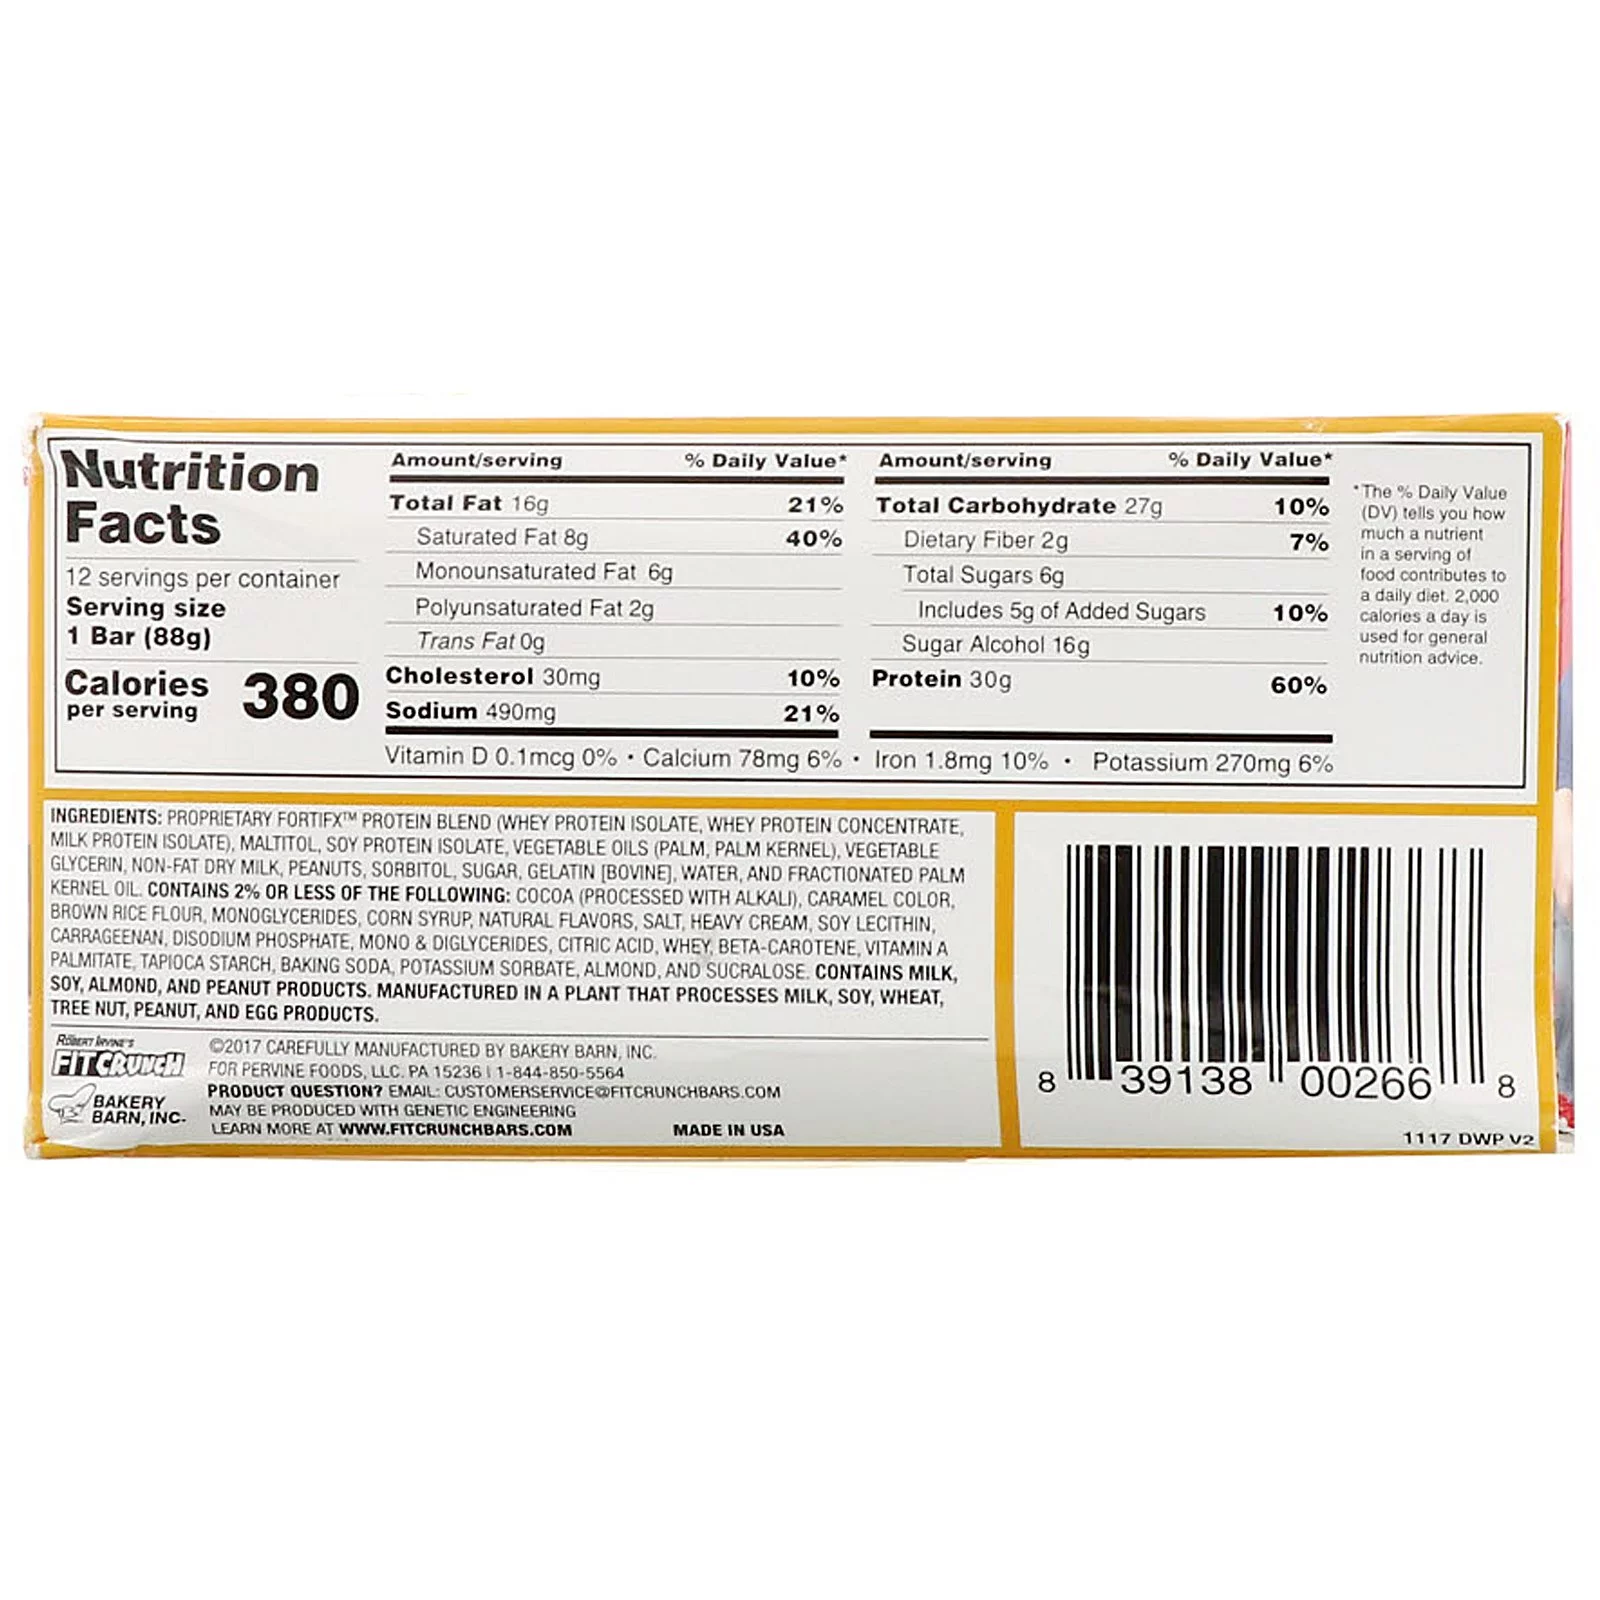 Nutrition
Facts
12 servings per container
Serving size
1 Bar (88g)
Calories
per serving 380
Amount/serving % Daily Value*
Total Fat 16g 21%
Saturated Fat 8g 40%
Monounsaturated Fat 6g
Polyunsaturated Fat 2g
Trans Fat 0g
Cholesterol 30mg 10%
Sodium 490mg 21%
Amount/serving % Daily Value*
Total Carbohydrate 27g 10%
Dietary Fiber 2g 7%
Total Sugars 6g
Includes 5g of Added Sugars 10%
Sugar Alcohol 16g
Protein 30g 60%
Vitamin D 0.1mcg 0% • Calcium 78mg 6% • Iron 1.8mg 10% • Potassium 270mg 6%
*The % Daily Value
(DV) tells you how
much a nutrient
in a serving of
food contributes to
a daily diet. 2,000
calories a day is
used for general
nutrition advice.
INGREDIENTS: PROPRIETARY FORTIFX™ PROTEIN BLEND (WHEY PROTEIN ISOLATE, WHEY PROTEIN CONCENTRATE,
MILK PROTEIN ISOLATE), MALTITOL, SOY PROTEIN ISOLATE, VEGETABLE OILS (PALM, PALM KERNEL), VEGETABLE
GLYCERIN, NON-FAT DRY MILK, PEANUTS, SORBITOL, SUGAR, GELATIN [BOVINE], WATER, AND FRACTIONATED PALM
KERNEL OIL. CONTAINS 2% OR LESS OF THE FOLLOWING: COCOA (PROCESSED WITH ALKALI), CARAMEL COLOR,
BROWN RICE FLOUR, MONOGLYCERIDES, CORN SYRUP, NATURAL FLAVORS, SALT, HEAVY CREAM, SOY LECITHIN,
CARRAGEENAN, DISODIUM PHOSPHATE, MONO & DIGLYCERIDES, CITRIC ACID, WHEY, BETA-CAROTENE, VITAMIN A
PALMITATE, TAPIOCA STARCH, BAKING SODA, POTASSIUM SORBATE, ALMOND, AND SUCRALOSE. CONTAINS MILK,
SOY, ALMOND, AND PEANUT PRODUCTS. MANUFACTURED IN A PLANT THAT PROCESSES MILK, SOY, WHEAT,
TREE NUT, PEANUT, AND EGG PRODUCTS.
ROBERT IRVINE'S
FITCRUNCH
BAKERY
BARN, INC.
©2017 CAREFULLY MANUFACTURED BY BAKERY BARN, INC.
FOR PERVINE FOODS, LLC. PA 15236 | 1-844-850-5564
PRODUCT QUESTION? EMAIL: CUSTOMERSERVICE@FITCRUNCHBARS.COM
MAY BE PRODUCED WITH GENETIC ENGINEERING
LEARN MORE AT WWW.FITCRUNCHBARS.COM MADE IN USA
8 39138 00266 8
1117 DWP V2